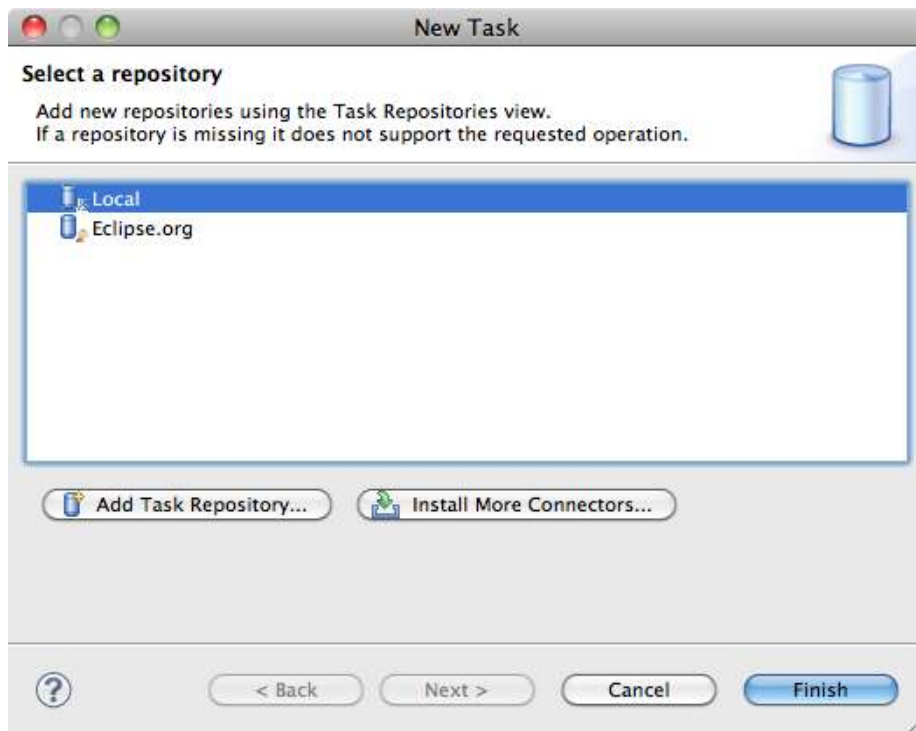 New Task
Select a repository
Add new repositories using the Task Repositories view.
If a repository is missing it does not support the requested operation.
Local
Eclipse.org
Add Task Repository...
Install More Connectors...
?
< Back
Next >
Cancel
Finish